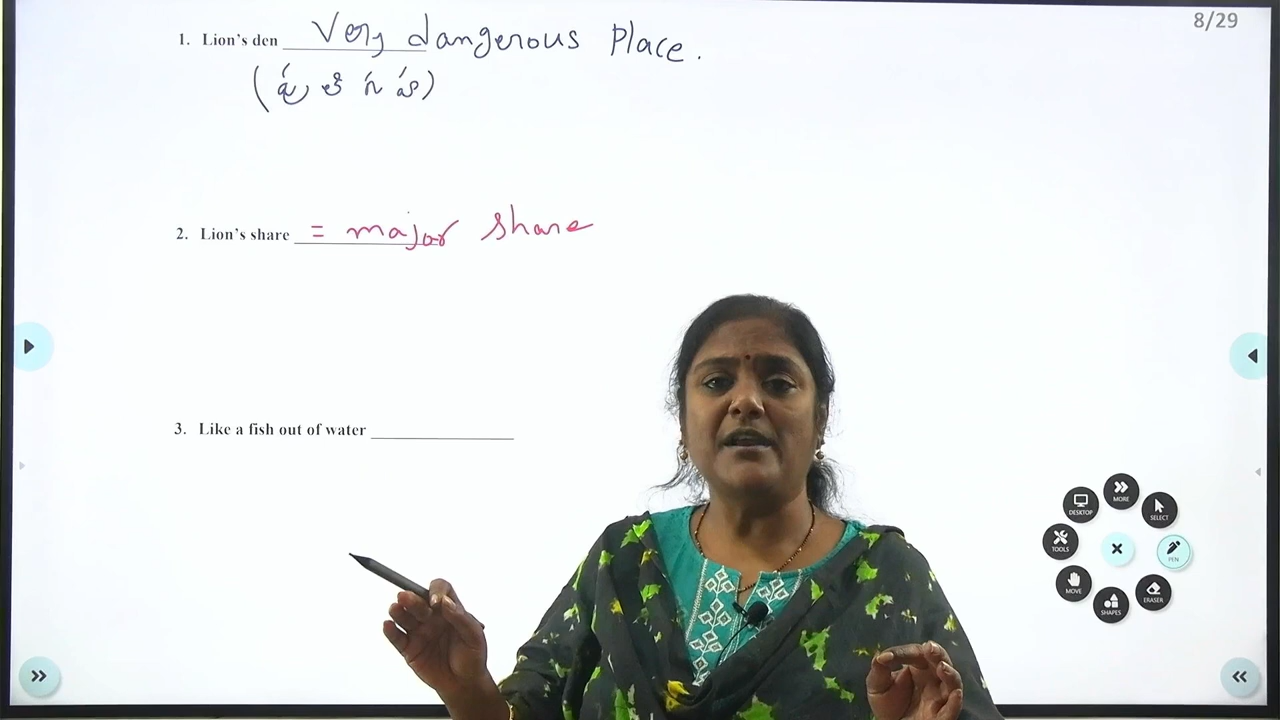 8/29
1. Lion's den Very dangerous Place.
2. Lion's share = major share
3. Like a fish out of water
MORE
DESKTOP
SELECT
TOOLS
PEN
MOVE
ERASER
SHAPES